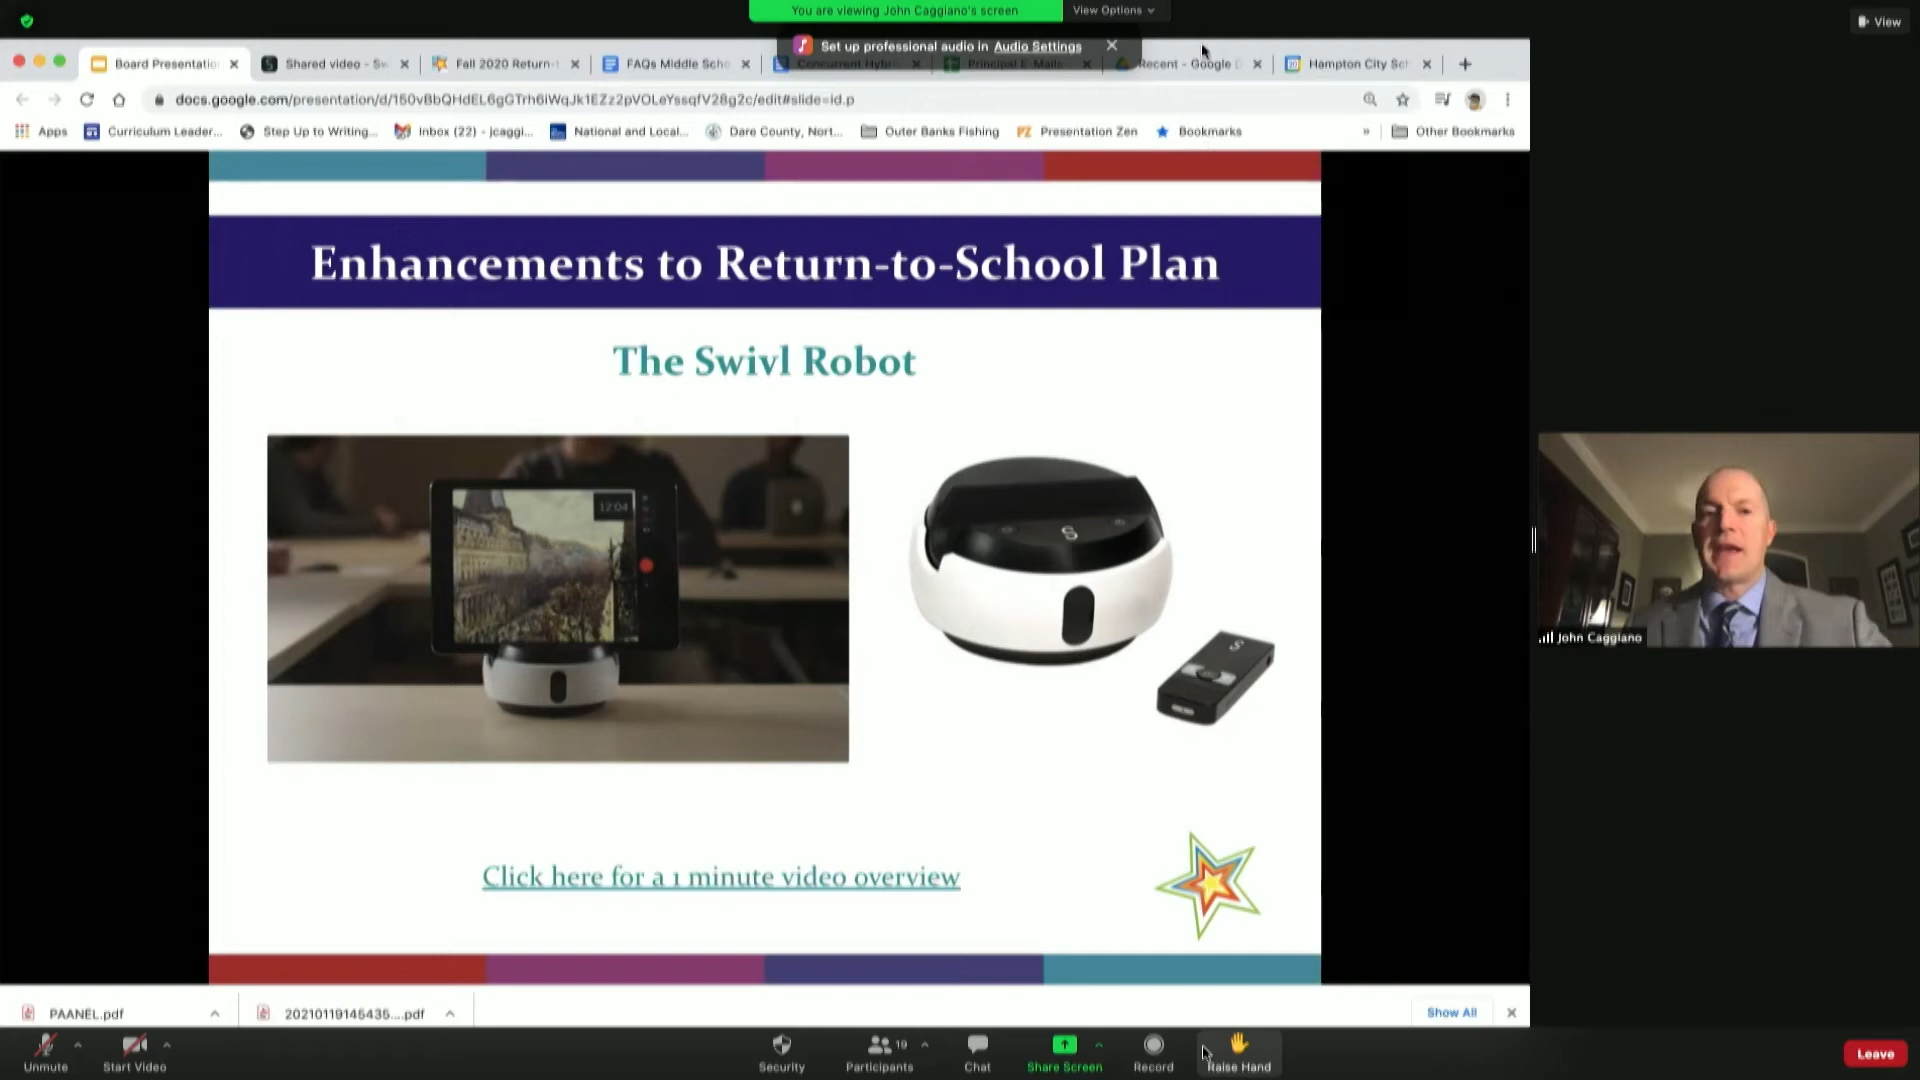 You are viewing John Caggiano's screen
View Options
View
Set up professional audio in Audio Settings
Board Presentatio
Shared video - Sw
Fall 2020 Return-t
FAQs Middle Scho
Concurrent Hybr
Principal E Mails
Recent - Google D
Hampton City Sch
docs.google.com/presentation/d/150vBbQHdEL6gGTrh6iWqJk1EZz2pVOLeYssqfV28g2c/edit#slide=id.p
Apps
Curriculum Leader...
Step Up to Writing...
Inbox (22) - jcaggi...
National and Local...
Dare County, Nort...
Outer Banks Fishing
PZ
Presentation Zen
Bookmarks
»
Other Bookmarks
Enhancements to Return-to-School Plan
The Swivl Robot
12:04
S
S
John Caggiano
Click here for a 1 minute video overview
PAANEL.pdf
20210119145435....pdf
Show All
Unmute
Start Video
Security
Participants
19
Chat
Share Screen
Record
Raise Hand
Leave